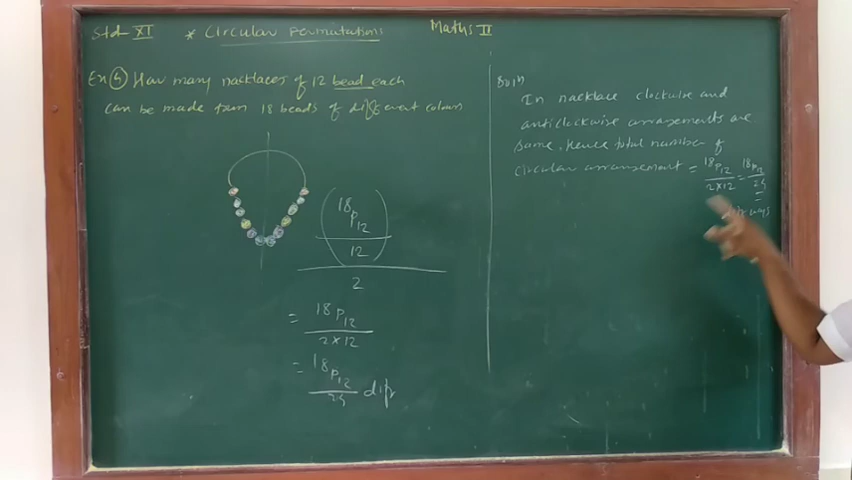 Std XI * Circular Permutations Maths II
Ex (4) How many necklaces of 12 bead each
can be made from 18 beads of different colours
18P12
12
2
= 18P12
2×12
= 18P12
24
Soln
In necklace clockwise and
anticlockwise arrangements are
same. Hence total number of
circular arrangement = 18P12 / 2×12 = 18P12 / 24
ways